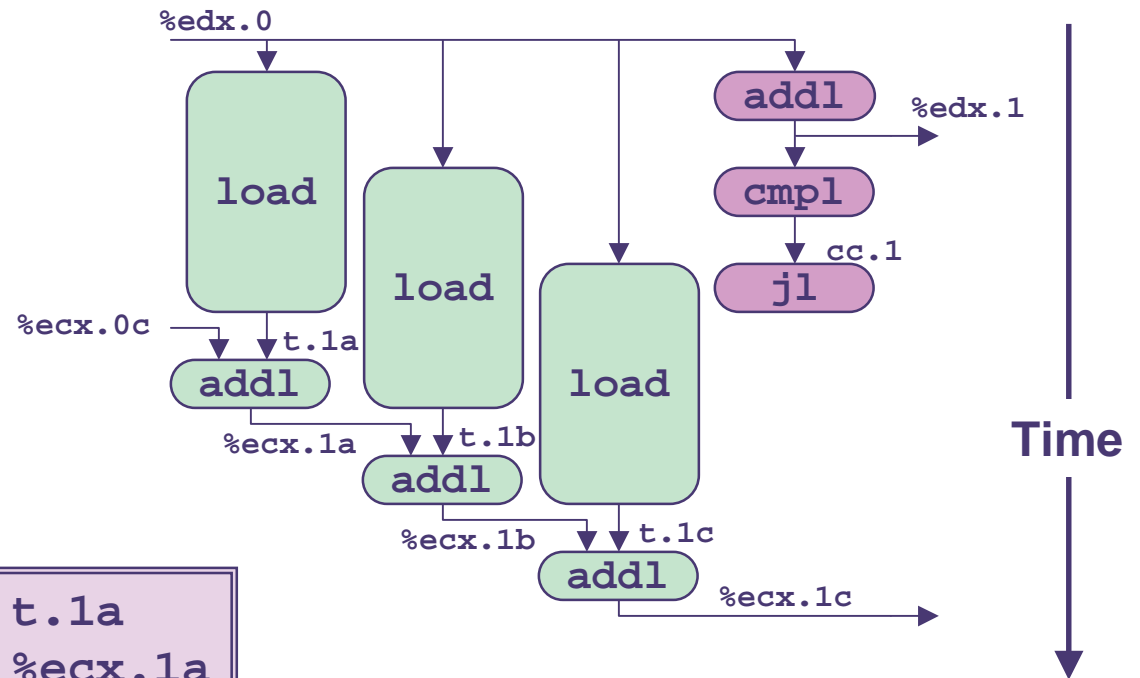 %edx.0
addl
%edx.1
load
cmpl
load
cc.1
jl
%ecx.0c
t.1a
addl
load
%ecx.1a
t.1b
Time
addl
%ecx.1b
t.1c
addl
%ecx.1c
t.1a
%ecx.1a